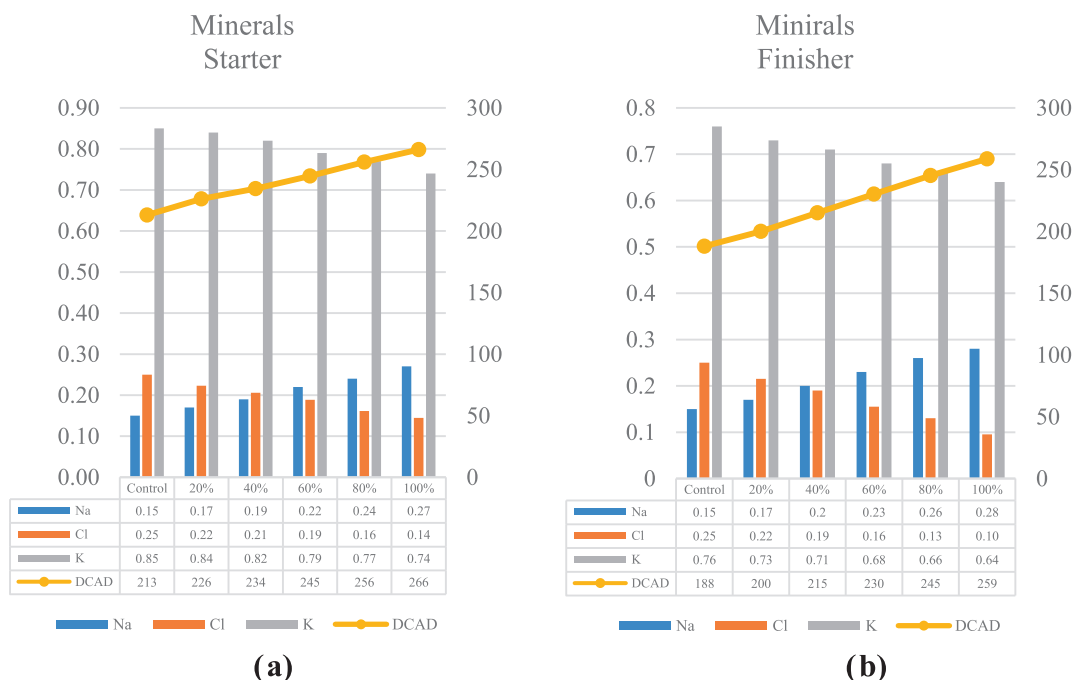 Minerals
Starter
0.90
0.80
0.70
0.60
0.50
0.40
0.30
0.20
0.10
0.00
300
250
200
150
100
50
0
Control 20% 40% 60% 80% 100%
Na 0.15 0.17 0.19 0.22 0.24 0.27
Cl 0.25 0.22 0.21 0.19 0.16 0.14
K 0.85 0.84 0.82 0.79 0.77 0.74
DCAD 213 226 234 245 256 266
Na Cl K DCAD
(a)
Minirals
Finisher
0.8
0.7
0.6
0.5
0.4
0.3
0.2
0.1
0
300
250
200
150
100
50
0
Control 20% 40% 60% 80% 100%
Na 0.15 0.17 0.2 0.23 0.26 0.28
Cl 0.25 0.22 0.19 0.16 0.13 0.10
K 0.76 0.73 0.71 0.68 0.66 0.64
DCAD 188 200 215 230 245 259
Na Cl K DCAD
(b)